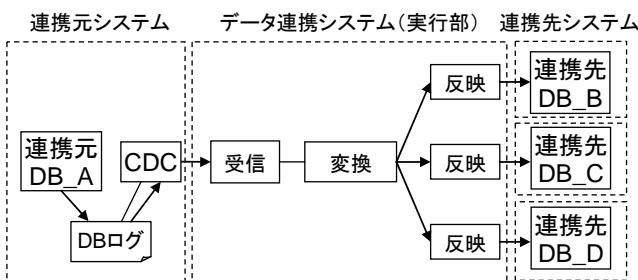 連携元システム
データ連携システム(実行部)
連携先システム
連携元
DB_A
CDC
DBログ
受信
変換
反映
反映
反映
連携先
DB_B
連携先
DB_C
連携先
DB_D